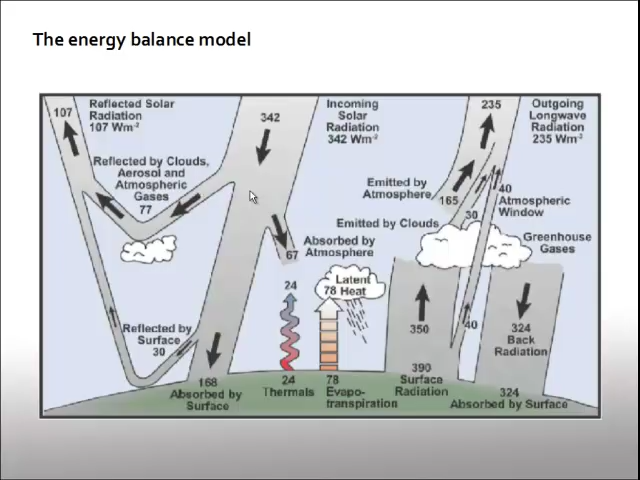 The energy balance model
107
Reflected Solar
Radiation
107 Wm-2
342
Incoming
Solar
Radiation
342 Wm-2
235
Outgoing
Longwave
Radiation
235 Wm-2
Reflected by Clouds,
Aerosol and
Atmospheric
Gases
77
Emitted by
Atmosphere
165
30
40
Atmospheric
Window
Emitted by Clouds
Greenhouse
Gases
67
Absorbed by
Atmosphere
24
78
Latent
Heat
Reflected by
Surface
30
350
40
324
Back
Radiation
168
Absorbed by
Surface
24
Thermals
78
Evapo-
transpiration
390
Surface
Radiation
324
Absorbed by Surface